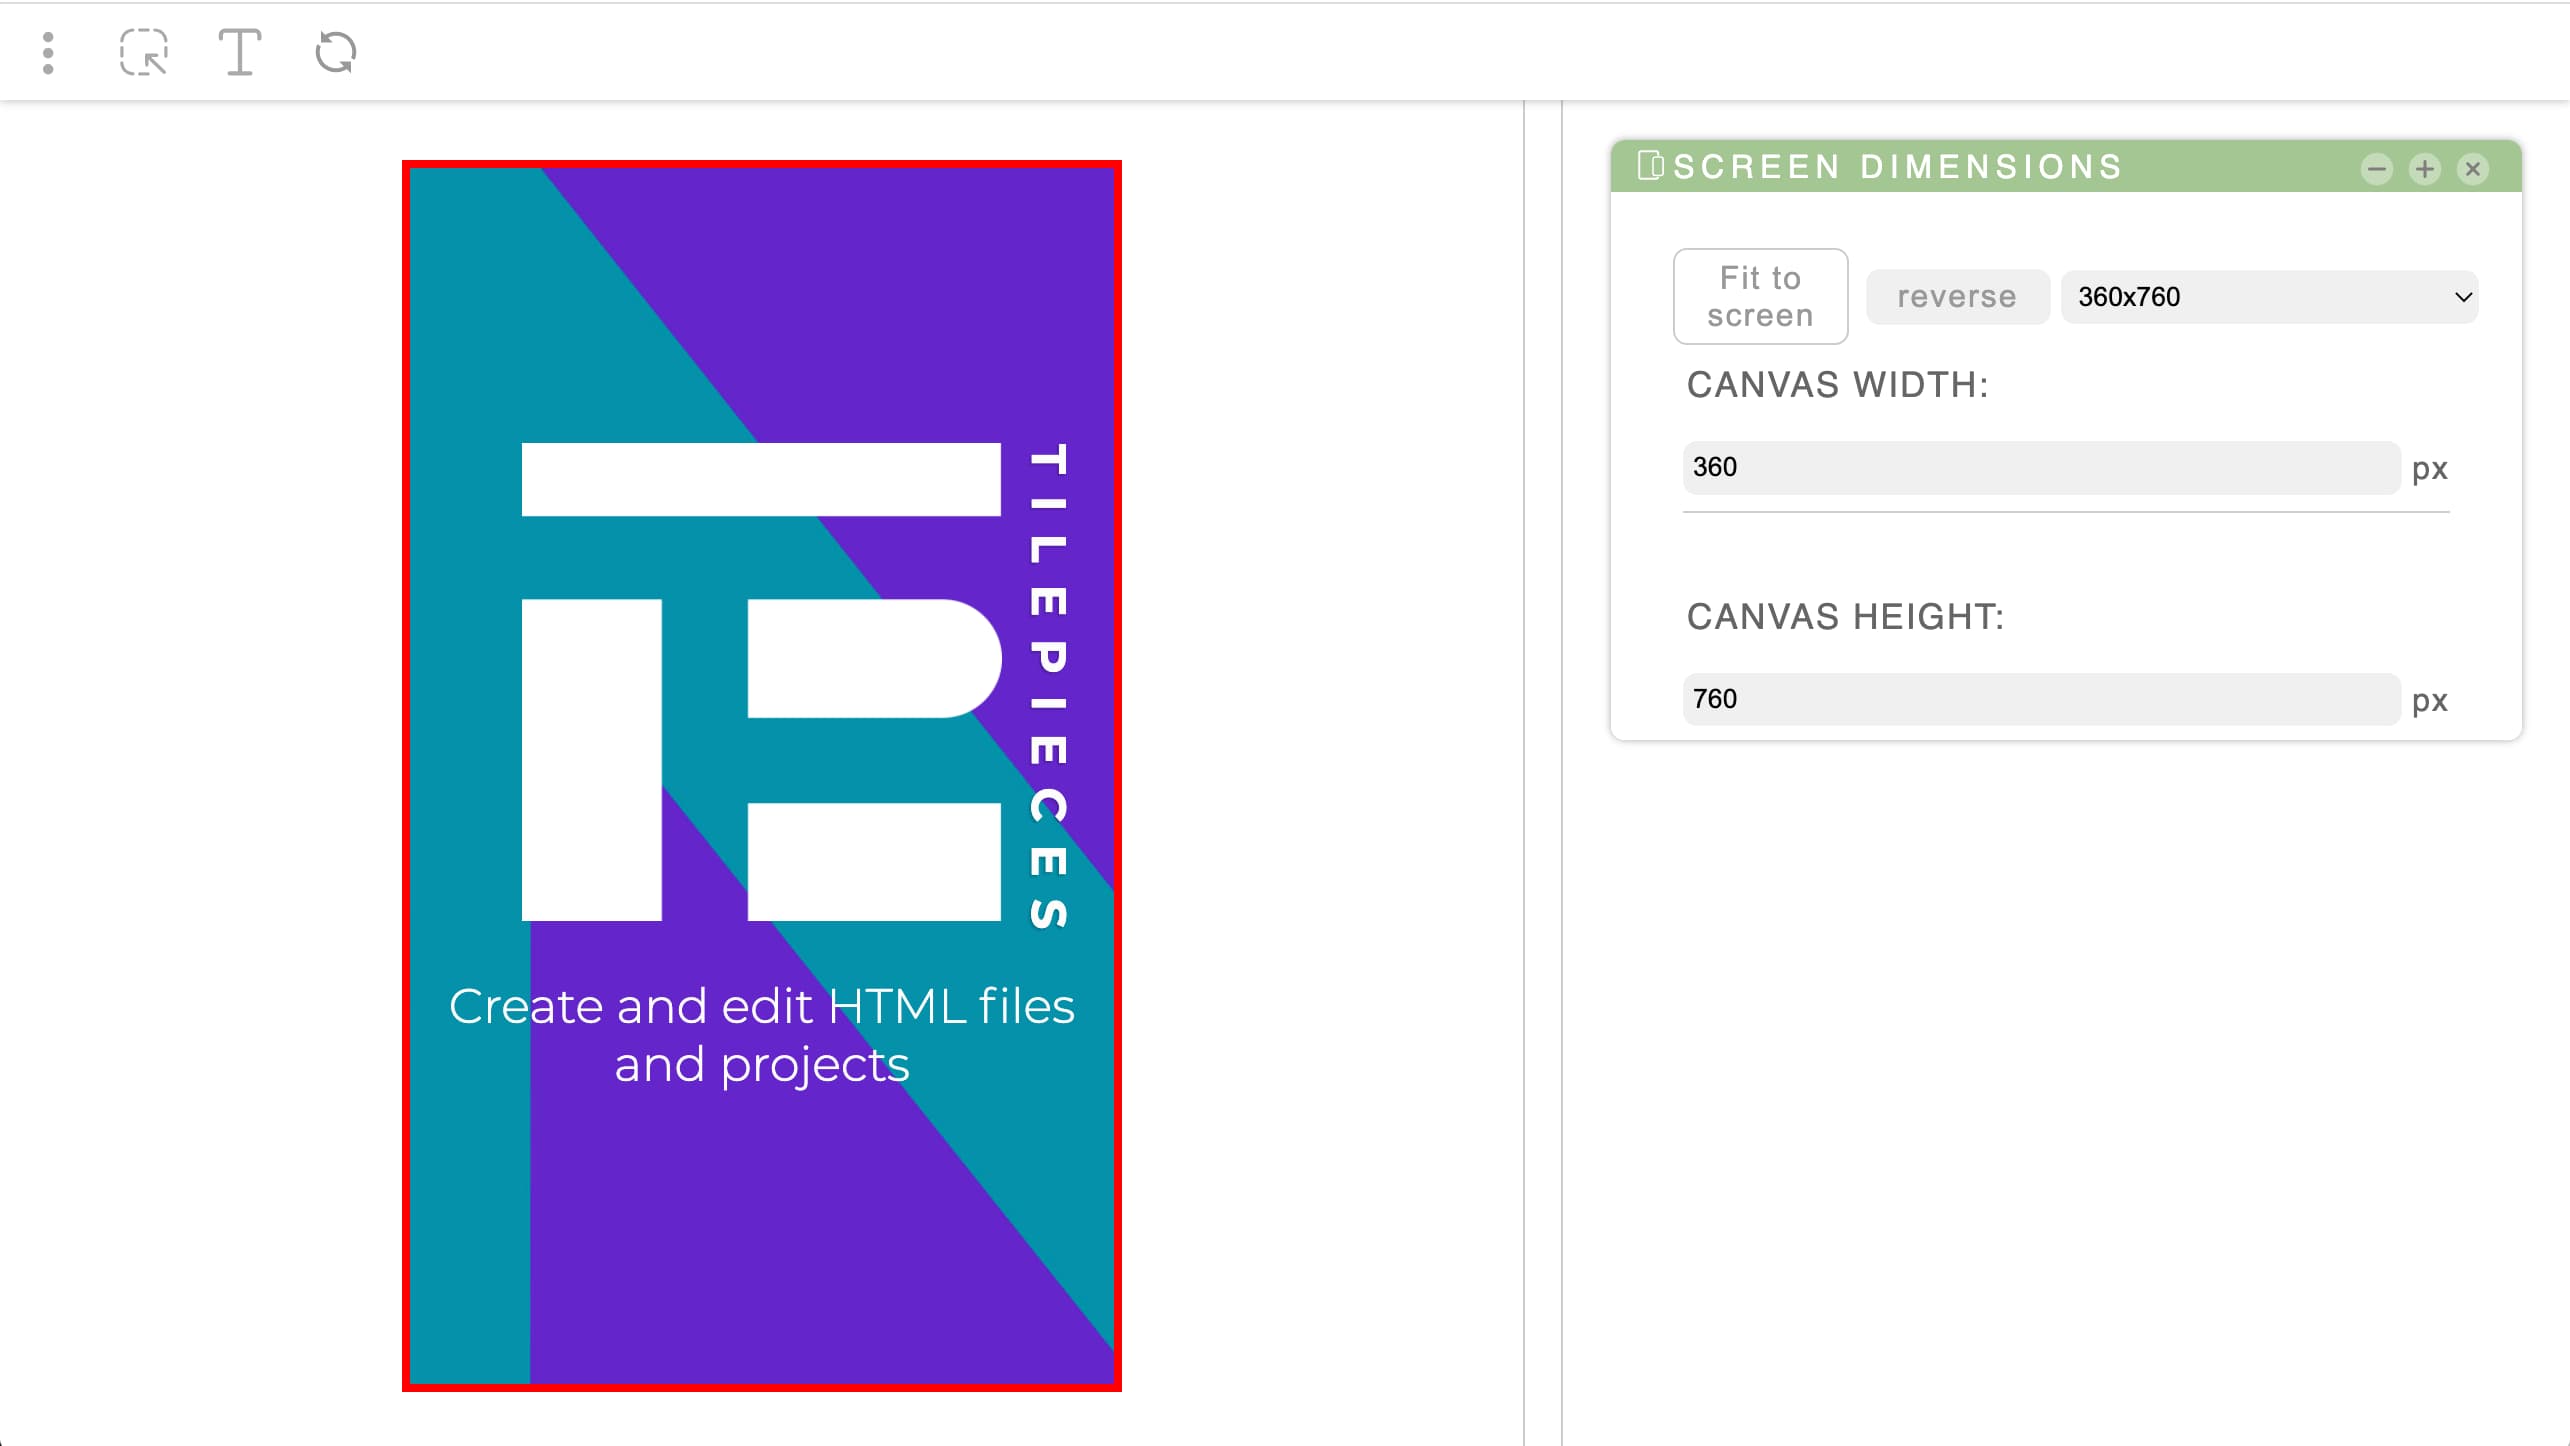 SCREEN DIMENSIONS
Fit to
screen
reverse
360x760
CANVAS WIDTH:
360 px
CANVAS HEIGHT:
760 px
TILEPIECES
Create and edit HTML files
and projects